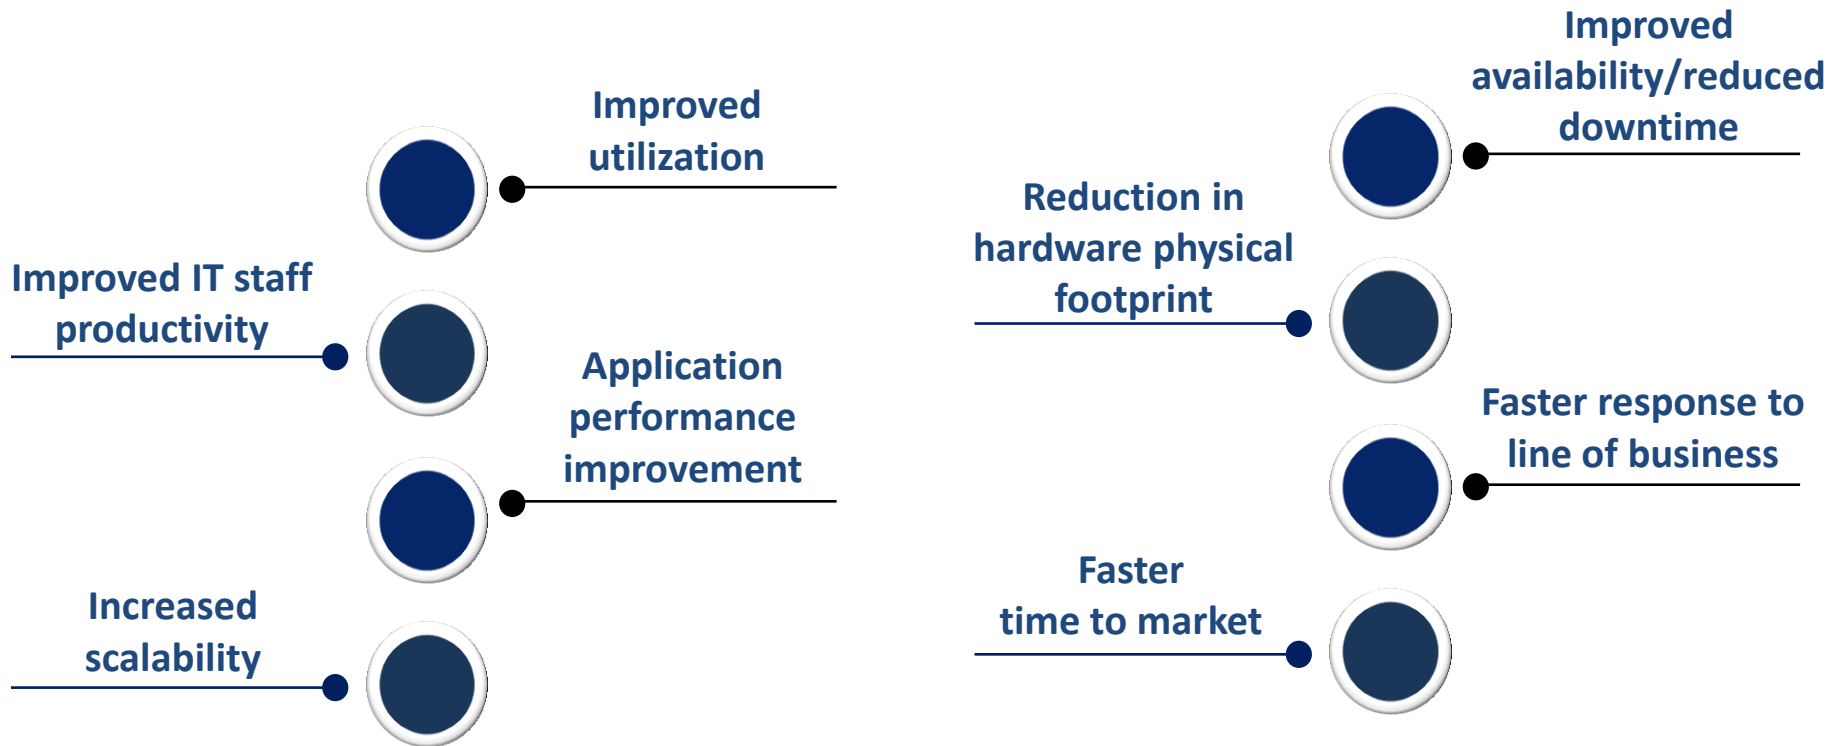 Improved
utilization
Improved IT staff
productivity
Application
performance
improvement
Increased
scalability
Improved
availability/reduced
downtime
Reduction in
hardware physical
footprint
Faster response to
line of business
Faster
time to market